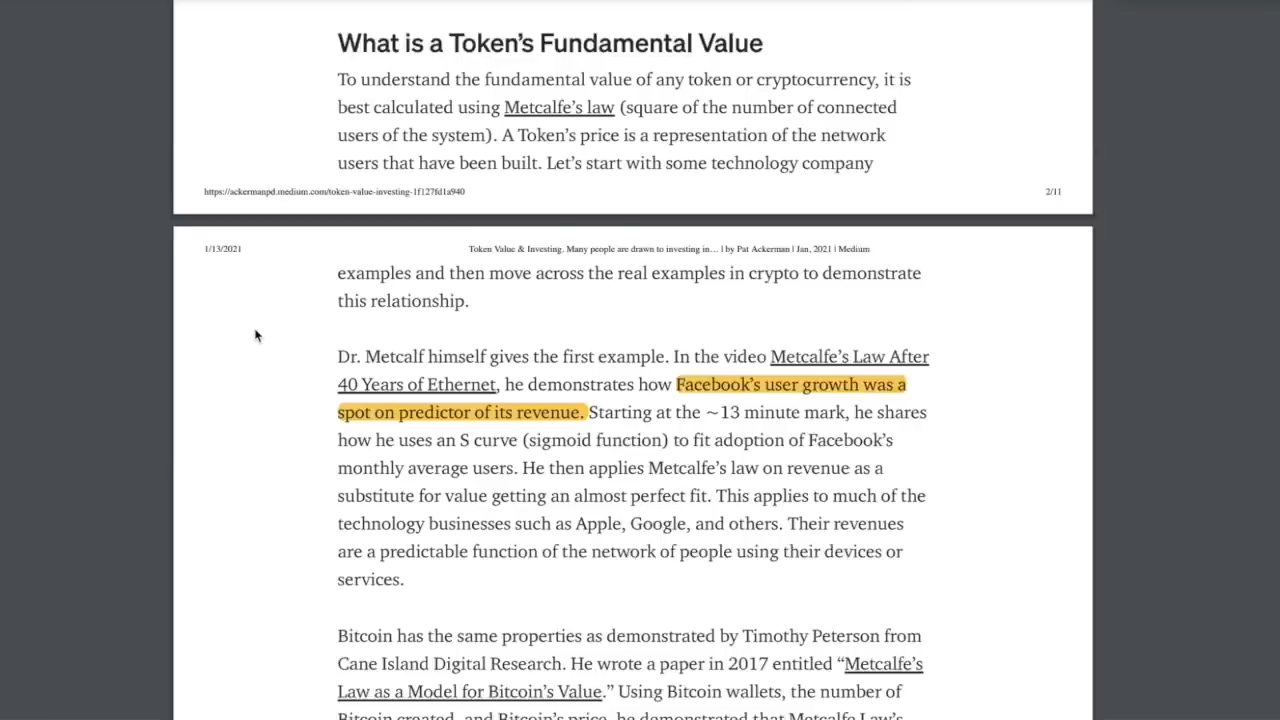 What is a Token's Fundamental Value
To understand the fundamental value of any token or cryptocurrency, it is
best calculated using Metcalfe's law (square of the number of connected
users of the system). A Token's price is a representation of the network
users that have been built. Let's start with some technology company
https://ackermanpd.medium.com/token-value-investing-1f127fd1a940 2/11
1/13/2021 Token Value & Investing. Many people are drawn to investing in… | by Pat Ackerman | Jan, 2021 | Medium
examples and then move across the real examples in crypto to demonstrate
this relationship.
Dr. Metcalf himself gives the first example. In the video Metcalfe's Law After
40 Years of Ethernet, he demonstrates how Facebook's user growth was a
spot on predictor of its revenue. Starting at the ~13 minute mark, he shares
how he uses an S curve (sigmoid function) to fit adoption of Facebook's
monthly average users. He then applies Metcalfe's law on revenue as a
substitute for value getting an almost perfect fit. This applies to much of the
technology businesses such as Apple, Google, and others. Their revenues
are a predictable function of the network of people using their devices or
services.
Bitcoin has the same properties as demonstrated by Timothy Peterson from
Cane Island Digital Research. He wrote a paper in 2017 entitled “Metcalfe's
Law as a Model for Bitcoin's Value.” Using Bitcoin wallets, the number of
Bitcoin created, and Bitcoin's price, he demonstrated that Metcalfe Law's